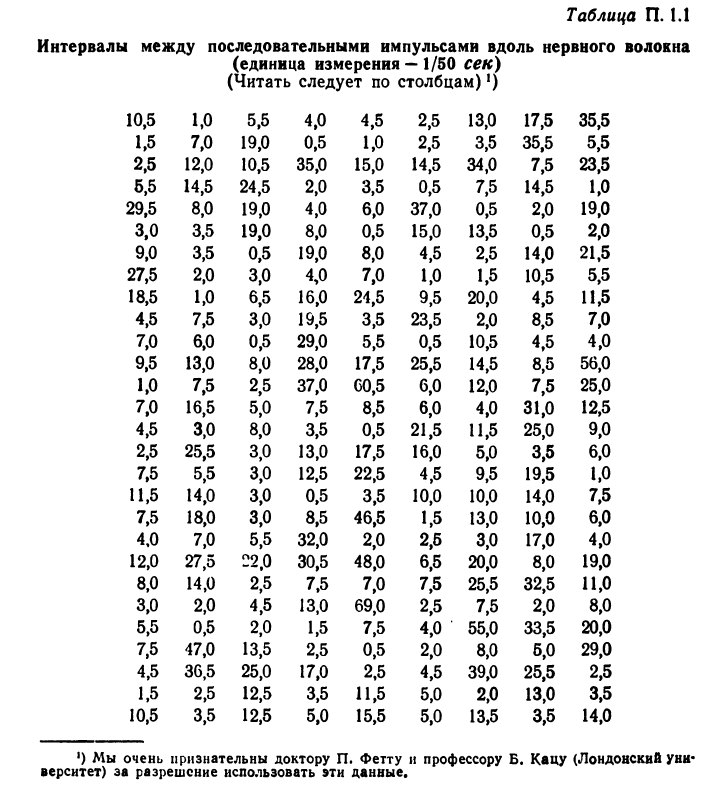 Таблица П. 1.1
Интервалы между последовательными импульсами вдоль нервного волокна
(единица измерения — 1/50 сек)
(Читать следует по столбцам) ¹)
10,5 1,0 5,5 4,0 4,5 2,5 13,0 17,5 35,5
1,5 7,0 19,0 0,5 1,0 2,5 3,5 35,5 5,5
2,5 12,0 10,5 35,0 15,0 14,5 34,0 7,5 23,5
5,5 14,5 24,5 2,0 3,5 0,5 7,5 14,5 1,0
29,5 8,0 19,0 4,0 6,0 37,0 0,5 2,0 19,0
3,0 3,5 19,0 8,0 0,5 15,0 13,5 0,5 2,0
9,0 3,5 0,5 19,0 8,0 4,5 2,5 14,0 21,5
27,5 2,0 3,0 4,0 7,0 1,0 1,5 10,5 5,5
18,5 1,0 6,5 16,0 24,5 9,5 20,0 4,5 11,5
4,5 7,5 3,0 19,5 3,5 23,5 2,0 8,5 7,0
7,0 6,0 0,5 29,0 5,5 0,5 10,5 4,5 4,0
9,5 13,0 8,0 28,0 17,5 25,5 14,5 8,5 56,0
1,0 7,5 2,5 37,0 60,5 6,0 12,0 7,5 25,0
7,0 16,5 5,0 7,5 8,5 6,0 4,0 31,0 12,5
4,5 3,0 8,0 3,5 0,5 21,5 11,5 25,0 9,0
2,5 25,5 3,0 13,0 17,5 16,0 5,0 3,5 6,0
7,5 5,5 3,0 12,5 22,5 4,5 9,5 19,5 1,0
11,5 14,0 3,0 0,5 3,5 10,0 10,0 14,0 7,5
7,5 18,0 3,0 8,5 46,5 1,5 13,0 10,0 6,0
4,0 7,0 5,5 32,0 2,0 2,5 3,0 17,0 4,0
12,0 27,5 22,0 30,5 48,0 6,5 20,0 8,0 19,0
8,0 14,0 2,5 7,5 7,0 7,5 25,5 32,5 11,0
3,0 2,0 4,5 13,0 69,0 2,5 7,5 2,0 8,0
5,5 0,5 2,0 1,5 7,5 4,0 55,0 33,5 20,0
7,5 47,0 13,5 2,5 0,5 2,0 8,0 5,0 29,0
4,5 36,5 25,0 17,0 2,5 4,5 39,0 25,5 2,5
1,5 2,5 12,5 3,5 11,5 5,0 2,0 13,0 3,5
10,5 3,5 12,5 5,0 15,5 5,0 13,5 3,5 14,0
¹) Мы очень признательны доктору П. Фетту и профессору Б. Кацу (Лондонский уни-
верситет) за разрешение использовать эти данные.